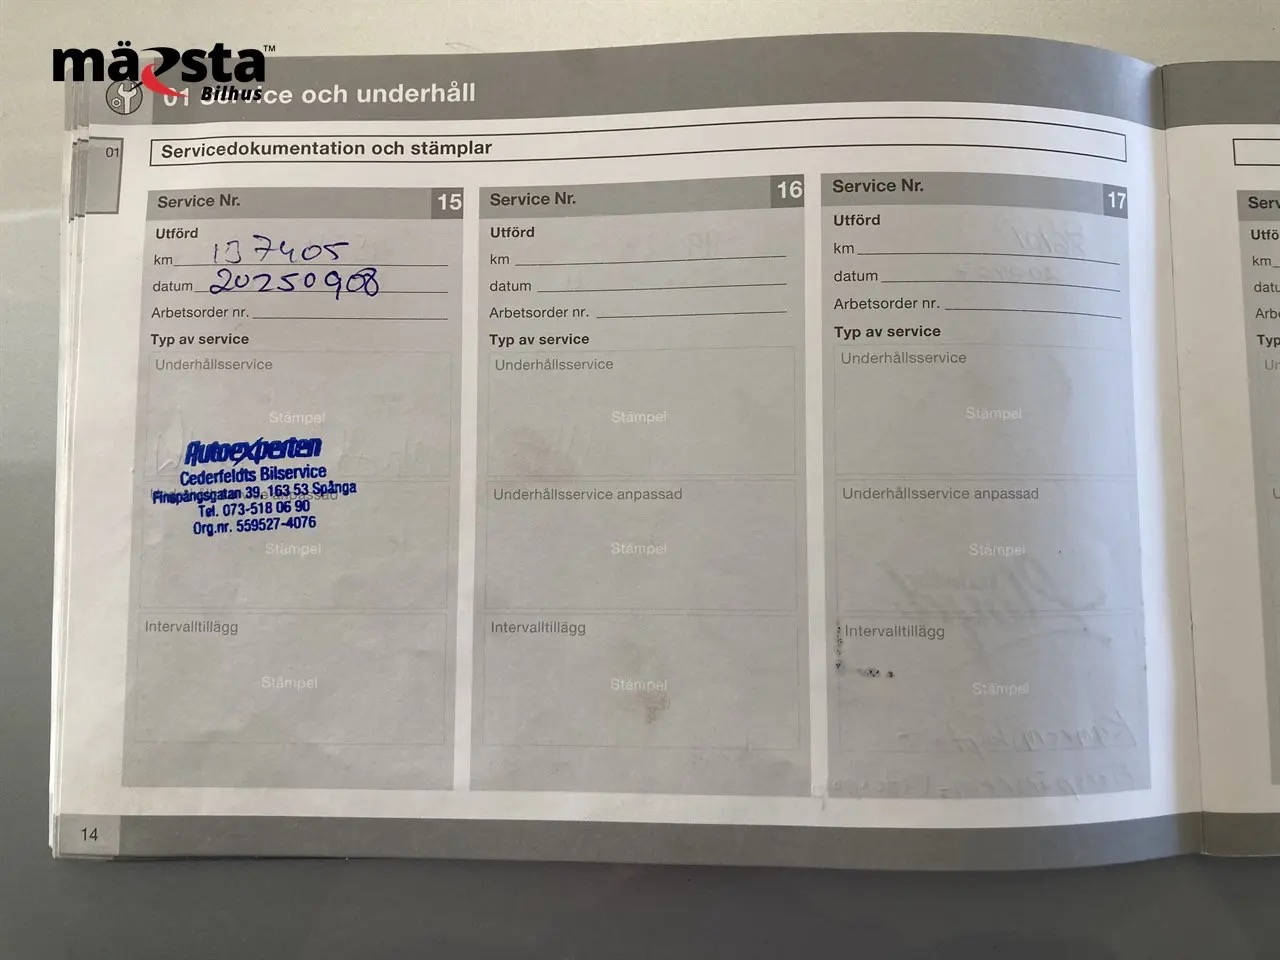 märsta™
Bilhus
01 Service och underhåll
01
Servicedokumentation och stämplar
Service Nr. 15
Utförd
km 137405
datum 20250908
Arbetsorder nr.
Typ av service
Underhållsservice
Stämpel
Autoexperten
Cederfeldts Bilservice
Finspångsgatan 39, 163 53 Spånga
Tel. 073-518 06 90
Org.nr. 559527-4076
Stämpel
Intervalltillägg
Stämpel
Service Nr. 16
Utförd
km
datum
Arbetsorder nr.
Typ av service
Underhållsservice
Stämpel
Underhållsservice anpassad
Stämpel
Intervalltillägg
Stämpel
Service Nr. 17
Utförd
km
datum
Arbetsorder nr.
Typ av service
Underhållsservice
Stämpel
Underhållsservice anpassad
Stämpel
Intervalltillägg
Stämpel
14